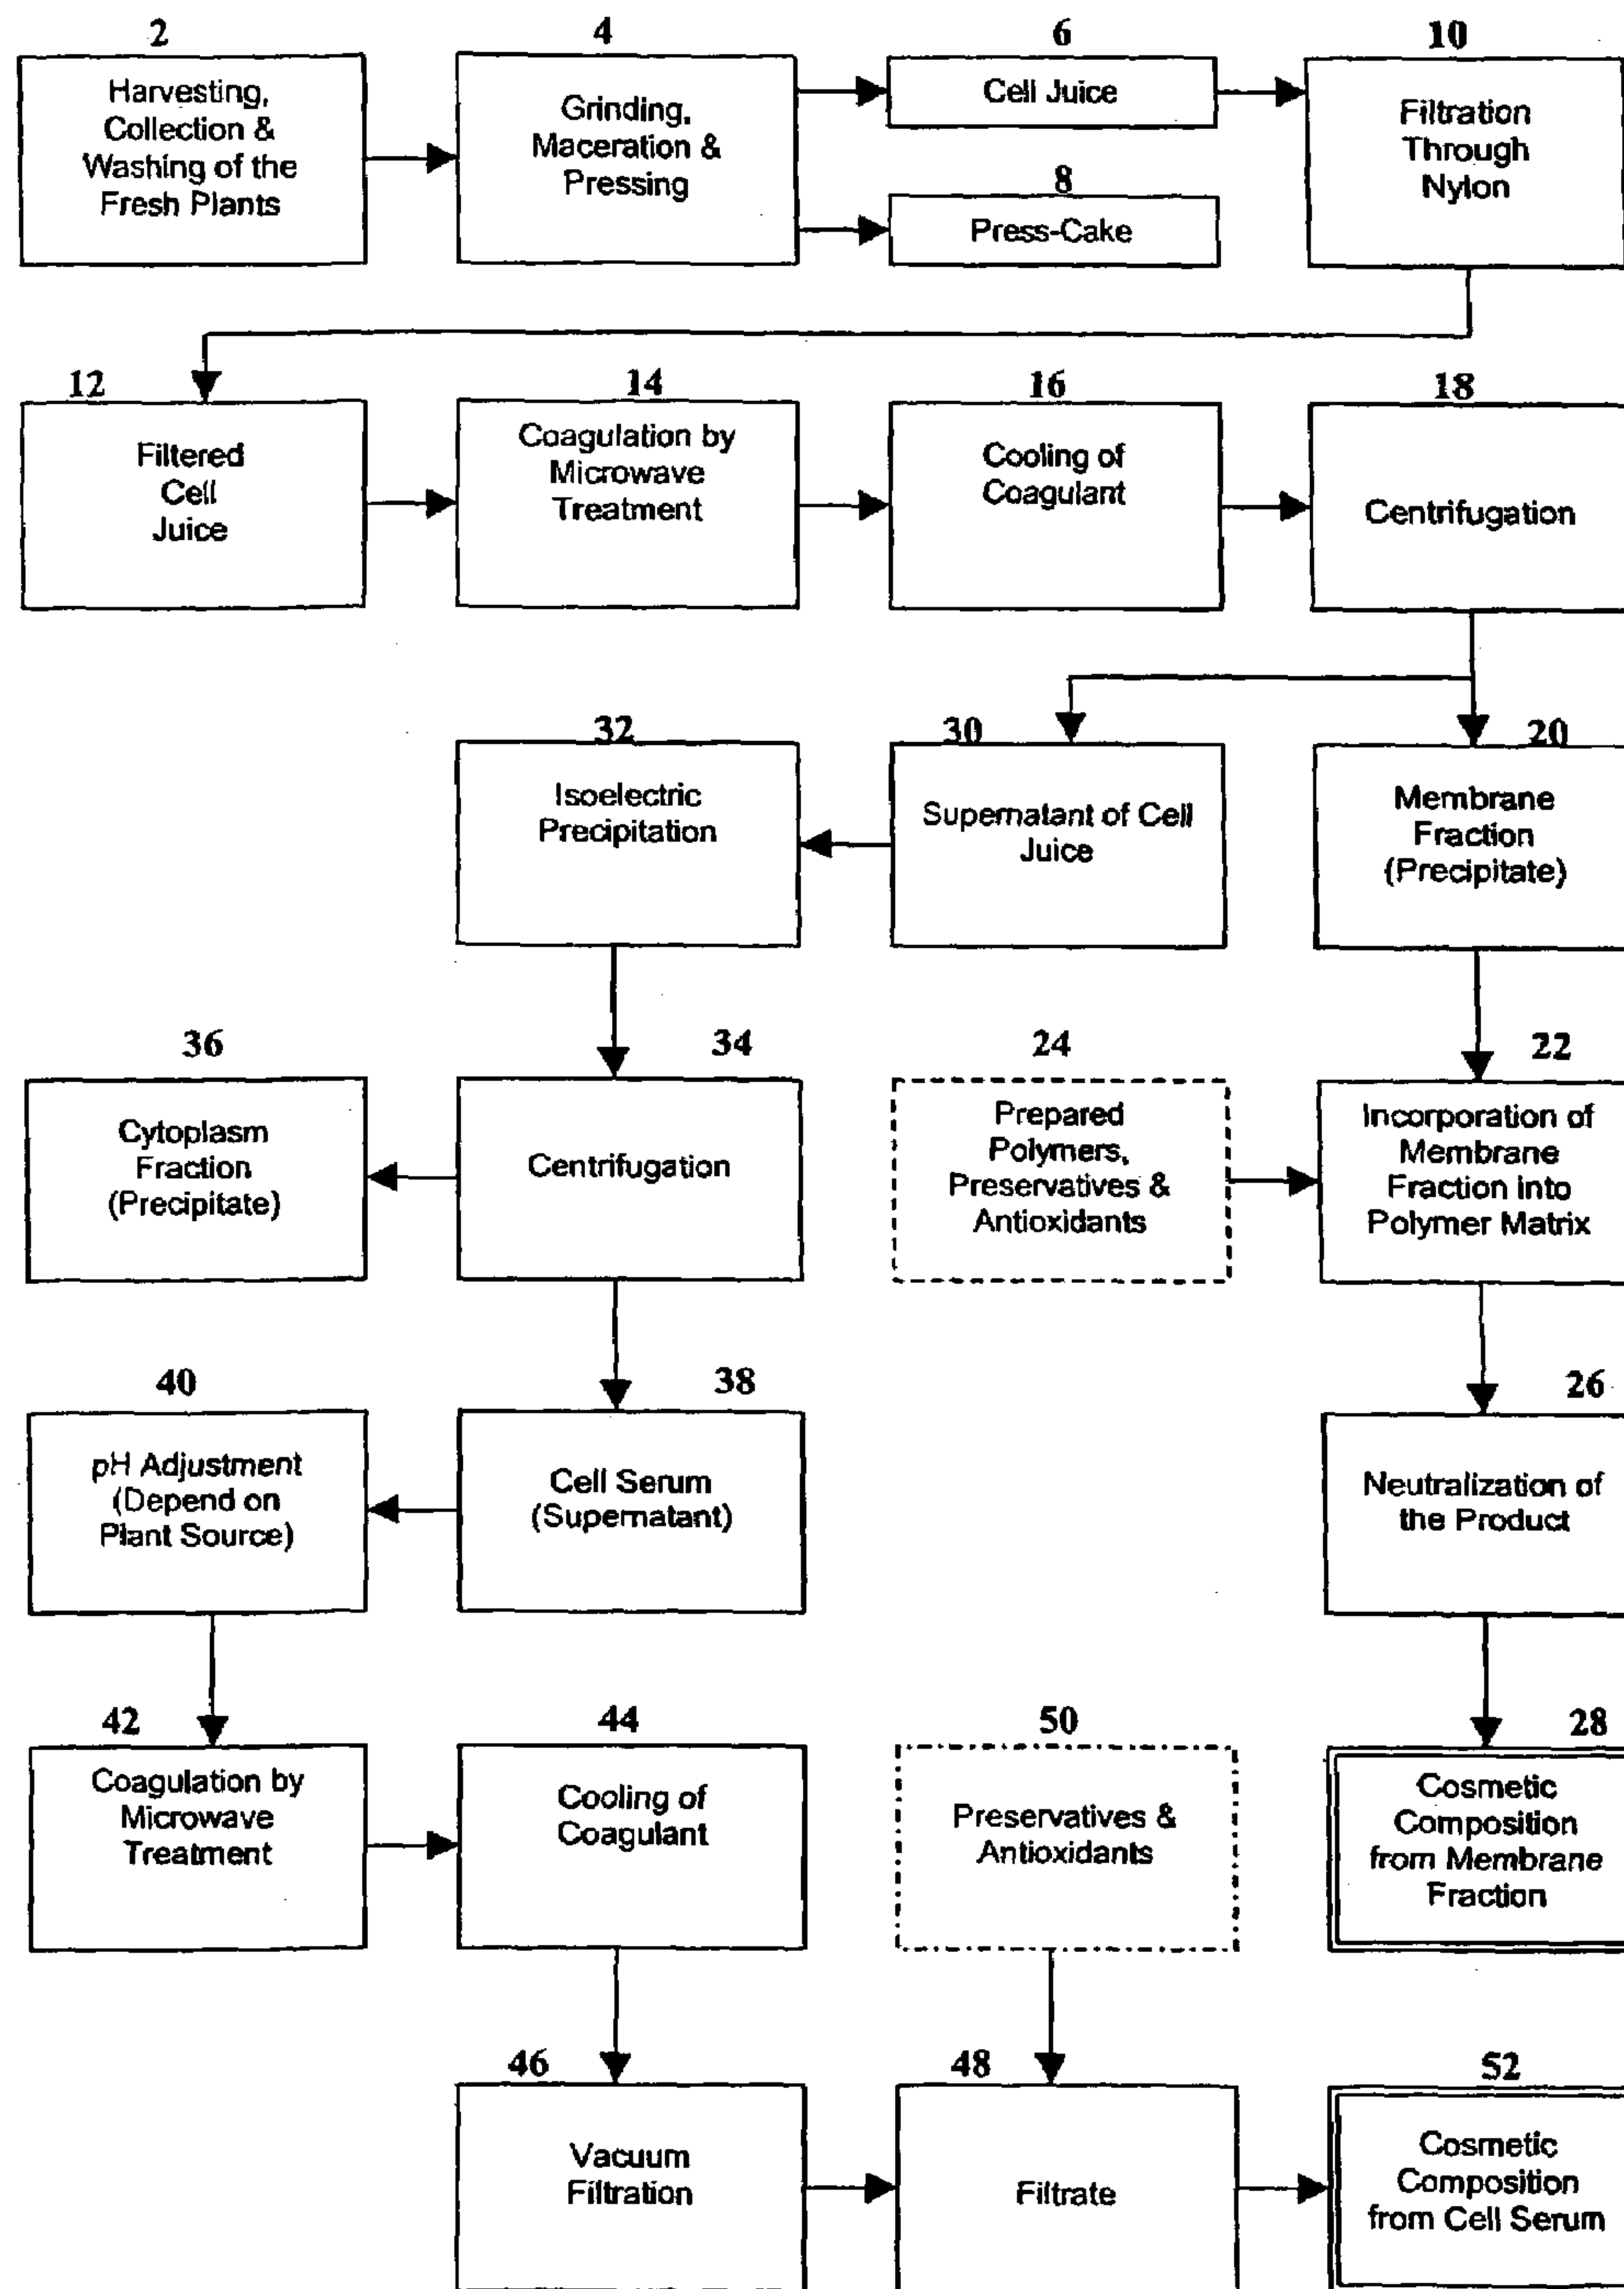 2
Harvesting,
Collection &
Washing of the
Fresh Plants
4
Grinding,
Maceration &
Pressing
6
Cell Juice
8
Press-Cake
10
Filtration
Through
Nylon
12
Filtered
Cell
Juice
14
Coagulation by
Microwave
Treatment
16
Cooling of
Coagulant
18
Centrifugation
32
Isoelectric
Precipitation
30
Supernatant of Cell
Juice
20
Membrane
Fraction
(Precipitate)
36
Cytoplasm
Fraction
(Precipitate)
34
Centrifugation
24
Prepared
Polymers,
Preservatives &
Antioxidants
22
Incorporation of
Membrane
Fraction into
Polymer Matrix
40
pH Adjustment
(Depend on
Plant Source)
38
Cell Serum
(Supernatant)
26
Neutralization of
the Product
42
Coagulation by
Microwave
Treatment
44
Cooling of
Coagulant
50
Preservatives &
Antioxidants
28
Cosmetic
Composition
from Membrane
Fraction
46
Vacuum
Filtration
48
Filtrate
52
Cosmetic
Composition
from Cell Serum